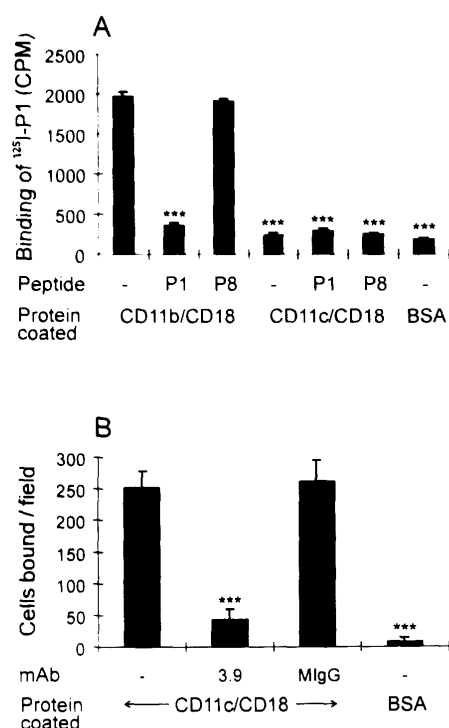 A
Binding of ¹²⁵I-P1 (CPM)
2500
2000
1500
1000
500
0
*** *** *** *** ***
Peptide - P1 P8 - P1 P8 -
Protein coated CD11b/CD18 CD11c/CD18 BSA
B
Cells bound / field
300
250
200
150
100
50
0
*** ***
mAb - 3.9 MIgG -
Protein coated ← CD11c/CD18 → BSA